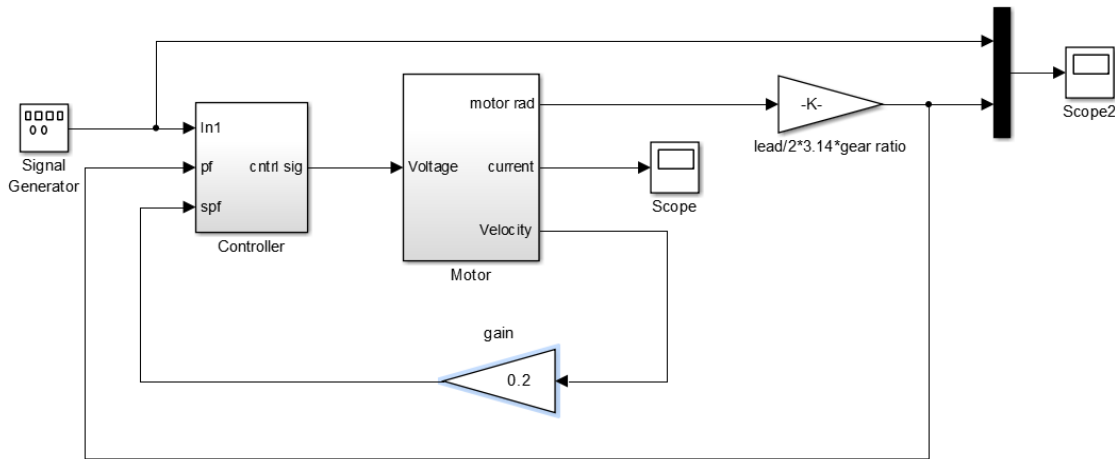 Signal
Generator
In1
pf
spf
cntrl sig
Controller
Voltage
motor rad
current
Velocity
Motor
-K-
lead/2*3.14*gear ratio
Scope
Scope2
gain
0.2